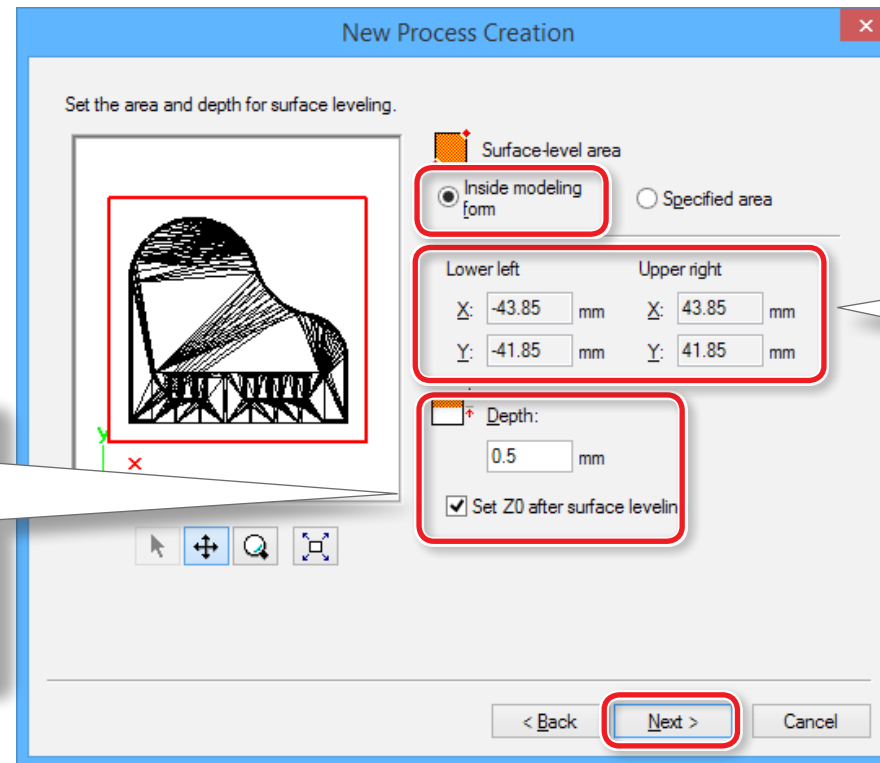 New Process Creation
Set the area and depth for surface leveling.
Surface-level area
Inside modeling
form
Specified area
Lower left
Upper right
X: -43.85 mm X: 43.85 mm
Y: -41.85 mm Y: 41.85 mm
Depth:
0.5 mm
Set Z0 after surface levelin
y
x
< Back Next > Cancel